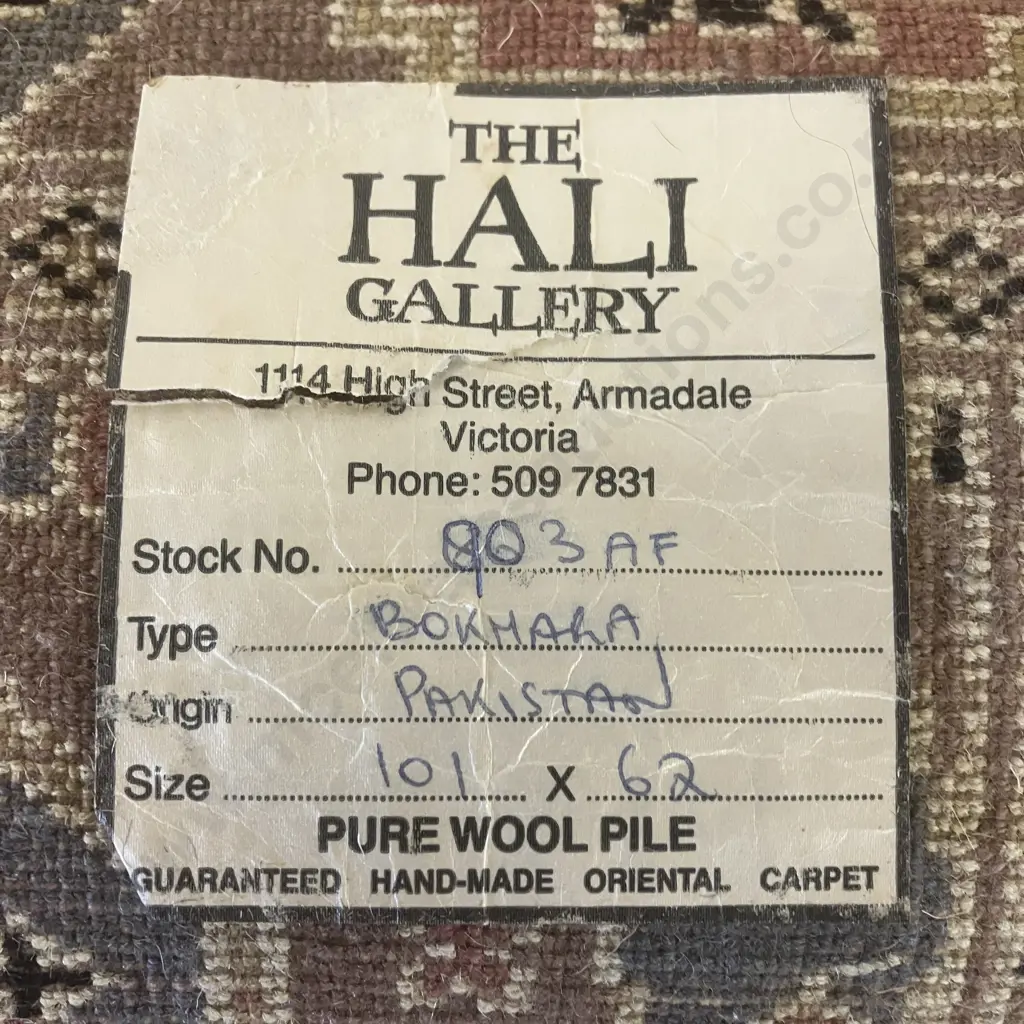 THE
HALI
GALLERY
1114 High Street, Armadale
Victoria
Phone: 509 7831
Stock No. 903 AF
Type BOKHARA
Origin PAKISTAN
Size 101 X 62
PURE WOOL PILE
GUARANTEED HAND-MADE ORIENTAL CARPET